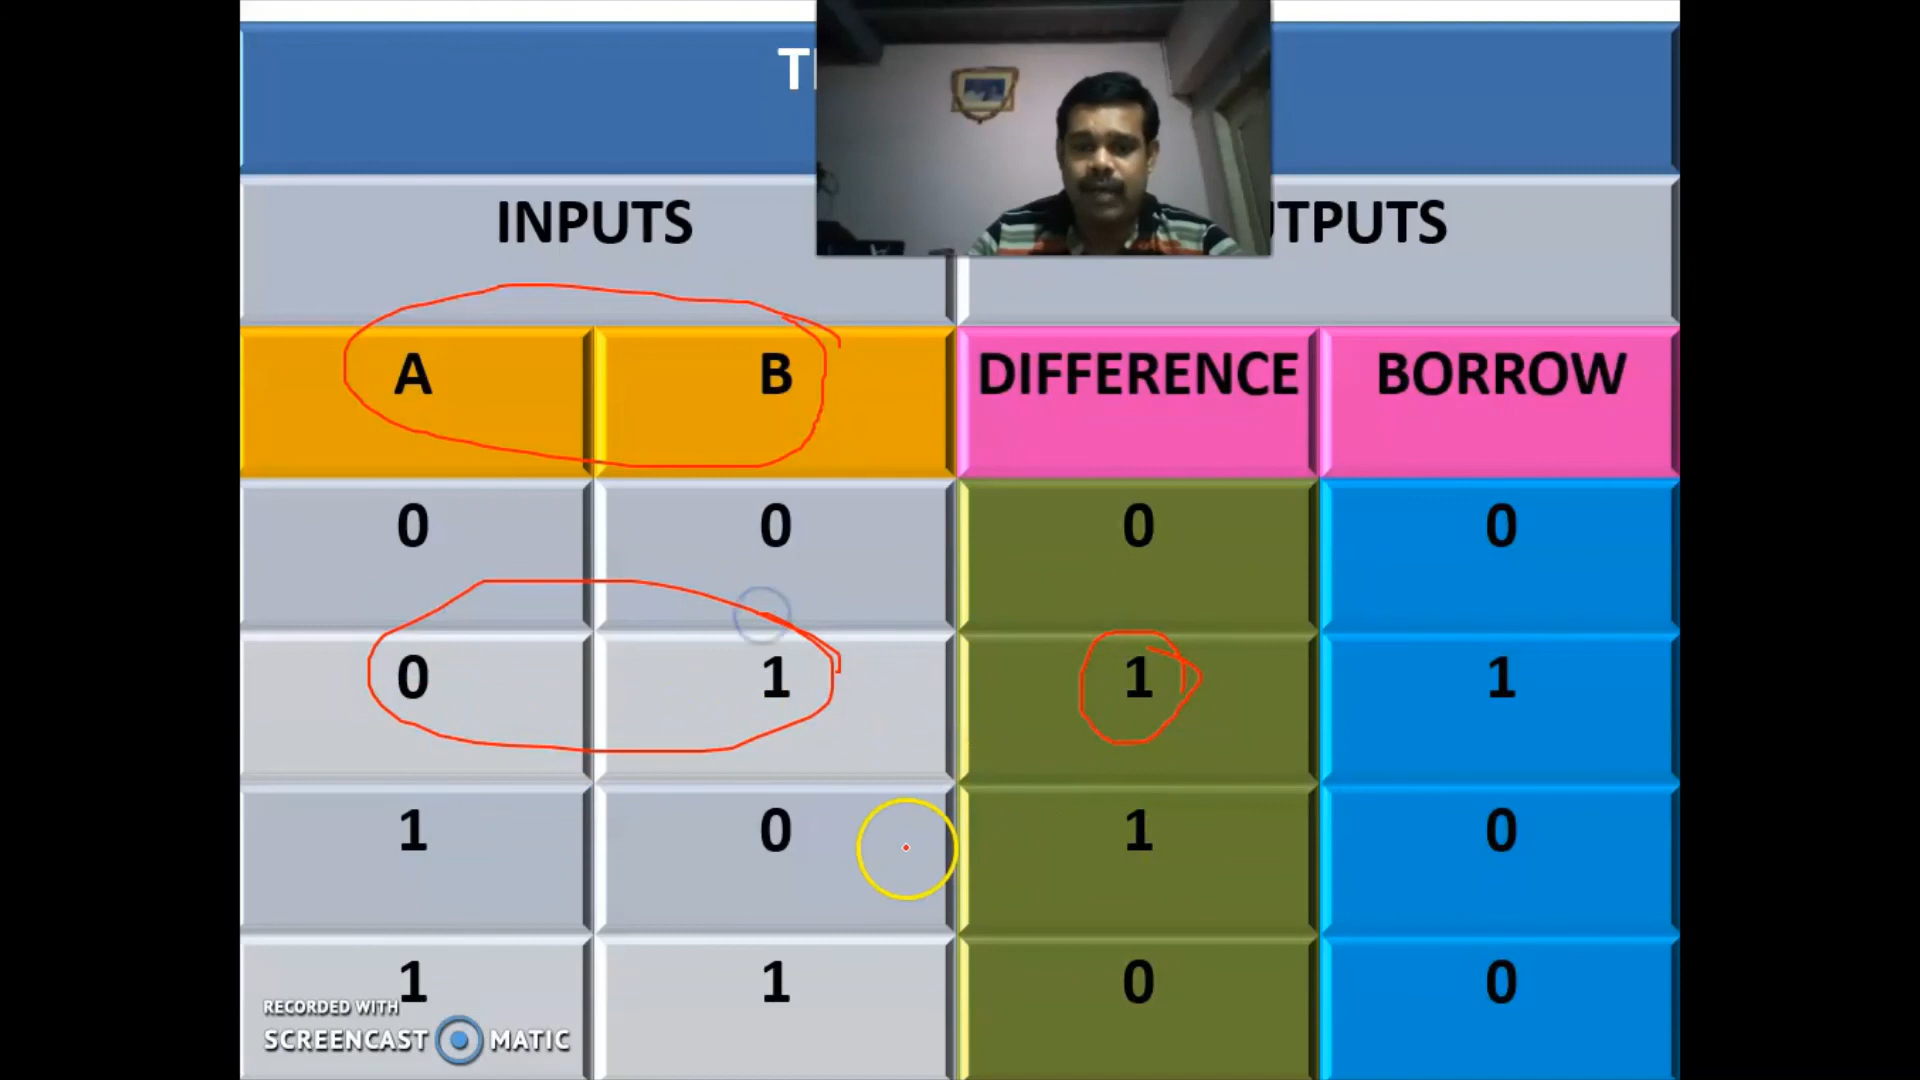 INPUTS
A B DIFFERENCE BORROW
0 0 0 0
0 1 1 1
1 0 1 0
1 1 0 0
RECORDED WITH
SCREENCAST MATIC